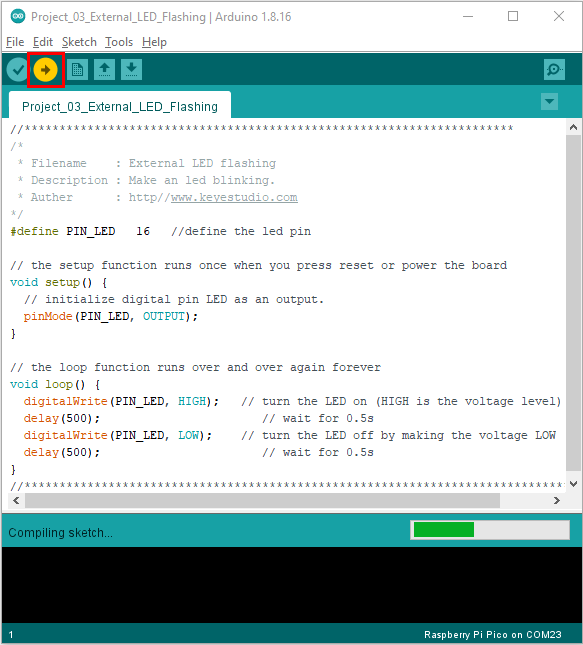 Project_03_External_LED_Flashing | Arduino 1.8.16
File Edit Sketch Tools Help
Project_03_External_LED_Flashing
//**********************************************************************
/*
 * Filename    : External LED flashing
 * Description : Make an led blinking.
 * Auther      : http//www.keyestudio.com
*/
#define PIN_LED   16   //define the led pin
// the setup function runs once when you press reset or power the board
void setup() {
  // initialize digital pin LED as an output.
  pinMode(PIN_LED, OUTPUT);
}
// the loop function runs over and over again forever
void loop() {
  digitalWrite(PIN_LED, HIGH);   // turn the LED on (HIGH is the voltage level)
  delay(500);                       // wait for 0.5s
  digitalWrite(PIN_LED, LOW);    // turn the LED off by making the voltage LOW
  delay(500);                       // wait for 0.5s
}
//*****************************************************************************
Compiling sketch...
1 Raspberry Pi Pico on COM23